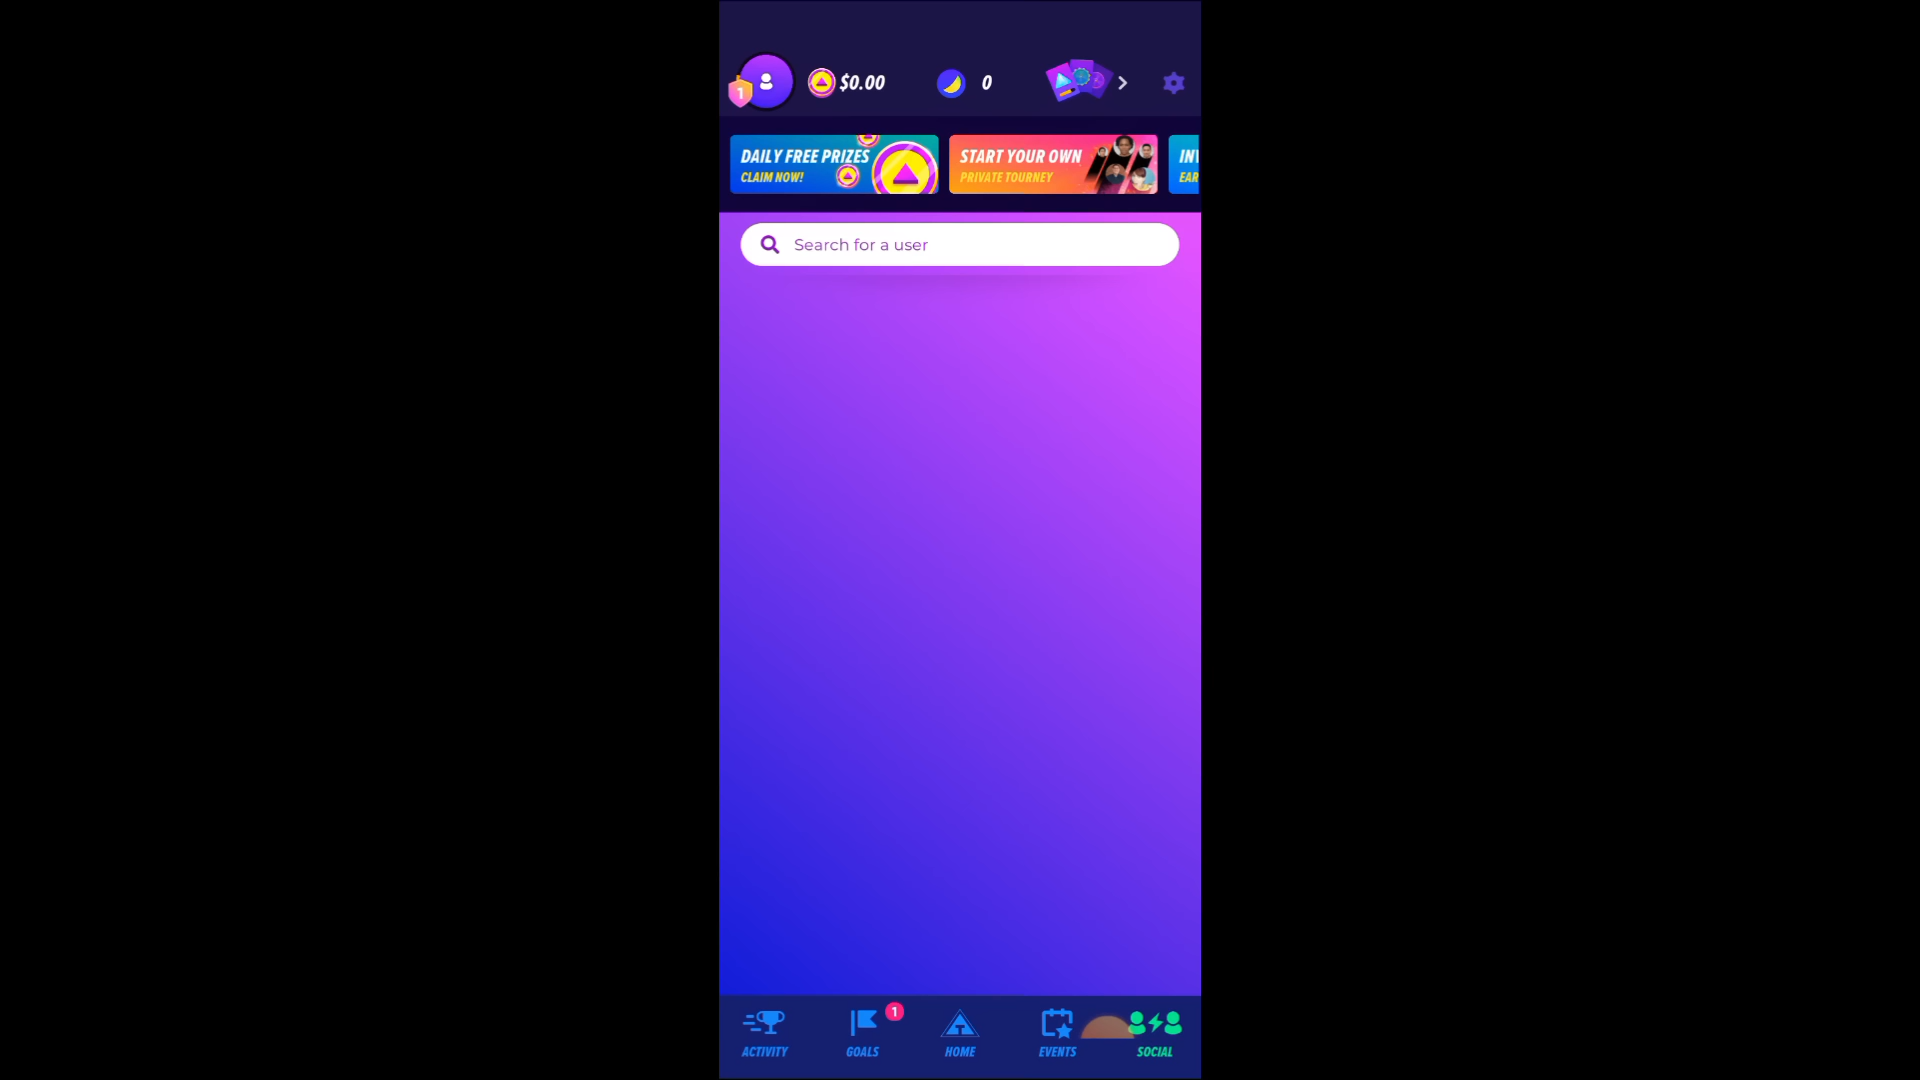 1
$0.00
0
DAILY FREE PRIZES
CLAIM NOW!
START YOUR OWN
PRIVATE TOURNEY
Search for a user
1
ACTIVITY
GOALS
HOME
EVENTS
SOCIAL